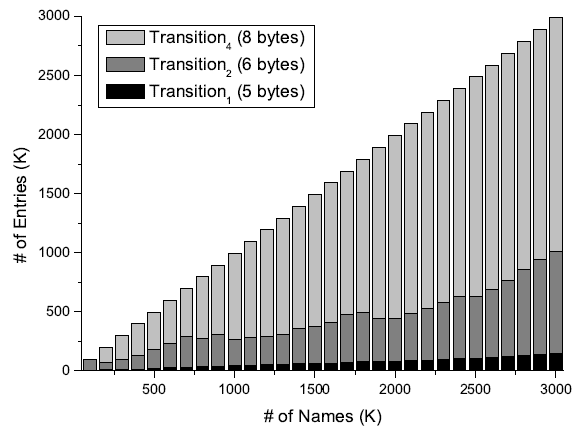 3000
2500
2000
1500
1000
500
0
# of Entries (K)
Transition4 (8 bytes)
Transition2 (6 bytes)
Transition1 (5 bytes)
500 1000 1500 2000 2500 3000
# of Names (K)